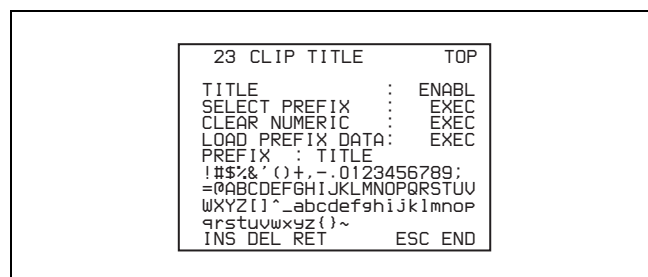 23 CLIP TITLE TOP
TITLE : ENABL
SELECT PREFIX : EXEC
CLEAR NUMERIC : EXEC
LOAD PREFIX DATA: EXEC
PREFIX : TITLE
!#$%&'()+,-.0123456789;
=@ABCDEFGHIJKLMNOPQRSTUV
WXYZ[]^_abcdefghijklmnop
qrstuvwxyz{}~
INS DEL RET ESC END